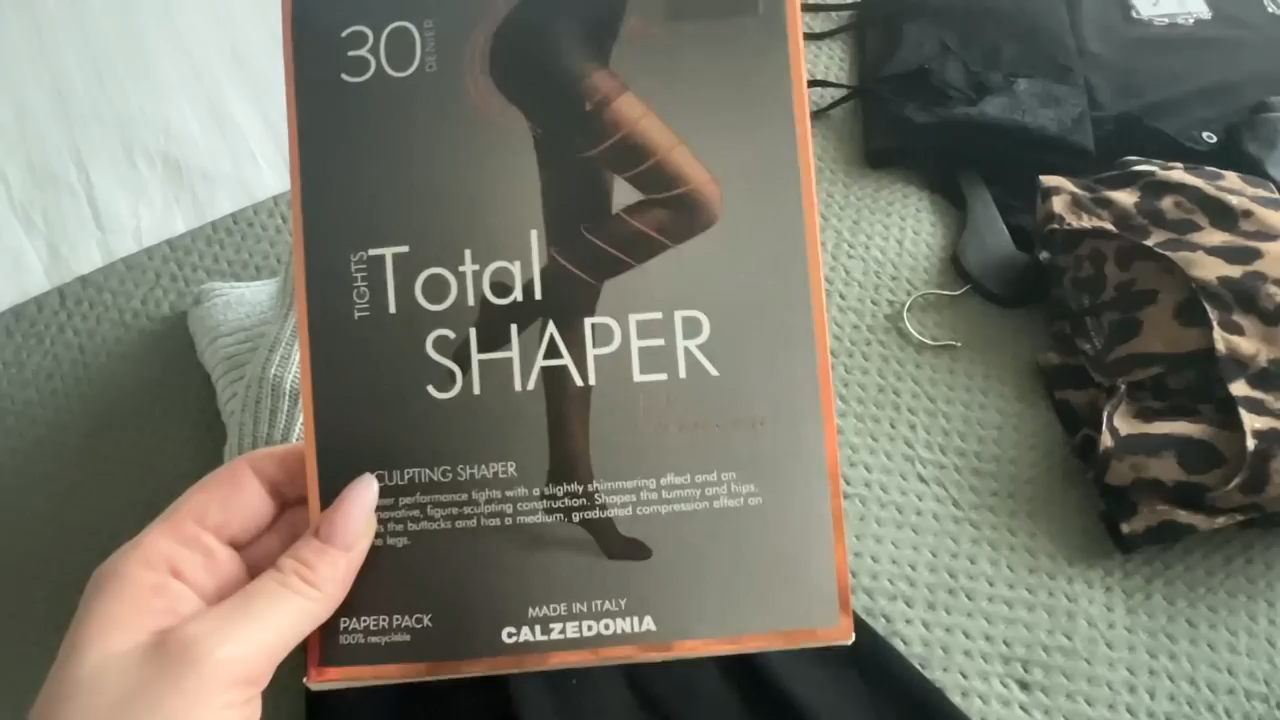 30
DENIER
TIGHTS
Total
SHAPER
CULPTING SHAPER
eer performance tights with a slightly shimmering effect and an
novative, figure-sculpting construction. Shapes the tummy and hips.
s the buttocks and has a medium, graduated compression effect on
e legs.
PAPER PACK
100% recyclable
MADE IN ITALY
CALZEDONIA